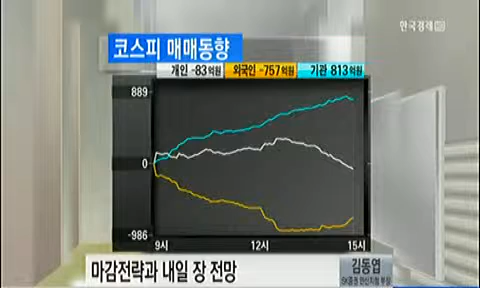 한국경제
코스피 매매동향
개인 -83억원 외국인 -757억원 기관 813억원
889
0
-986
9시 12시 15시
마감전략과 내일 장 전망
김동엽